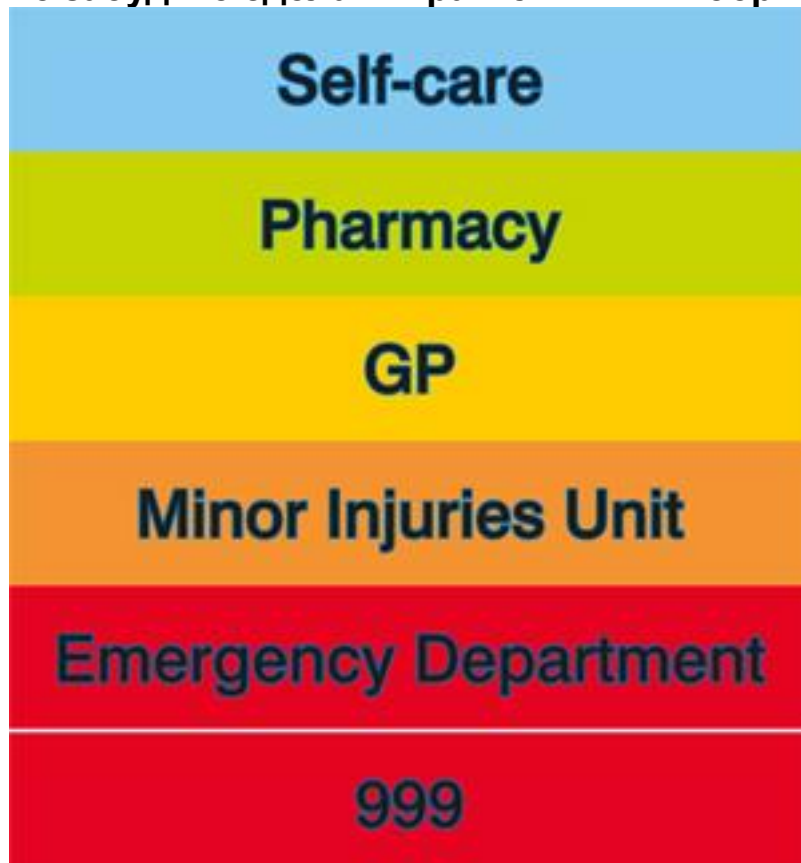 Self-care
Pharmacy
GP
Minor Injuries Unit
Emergency Department
999